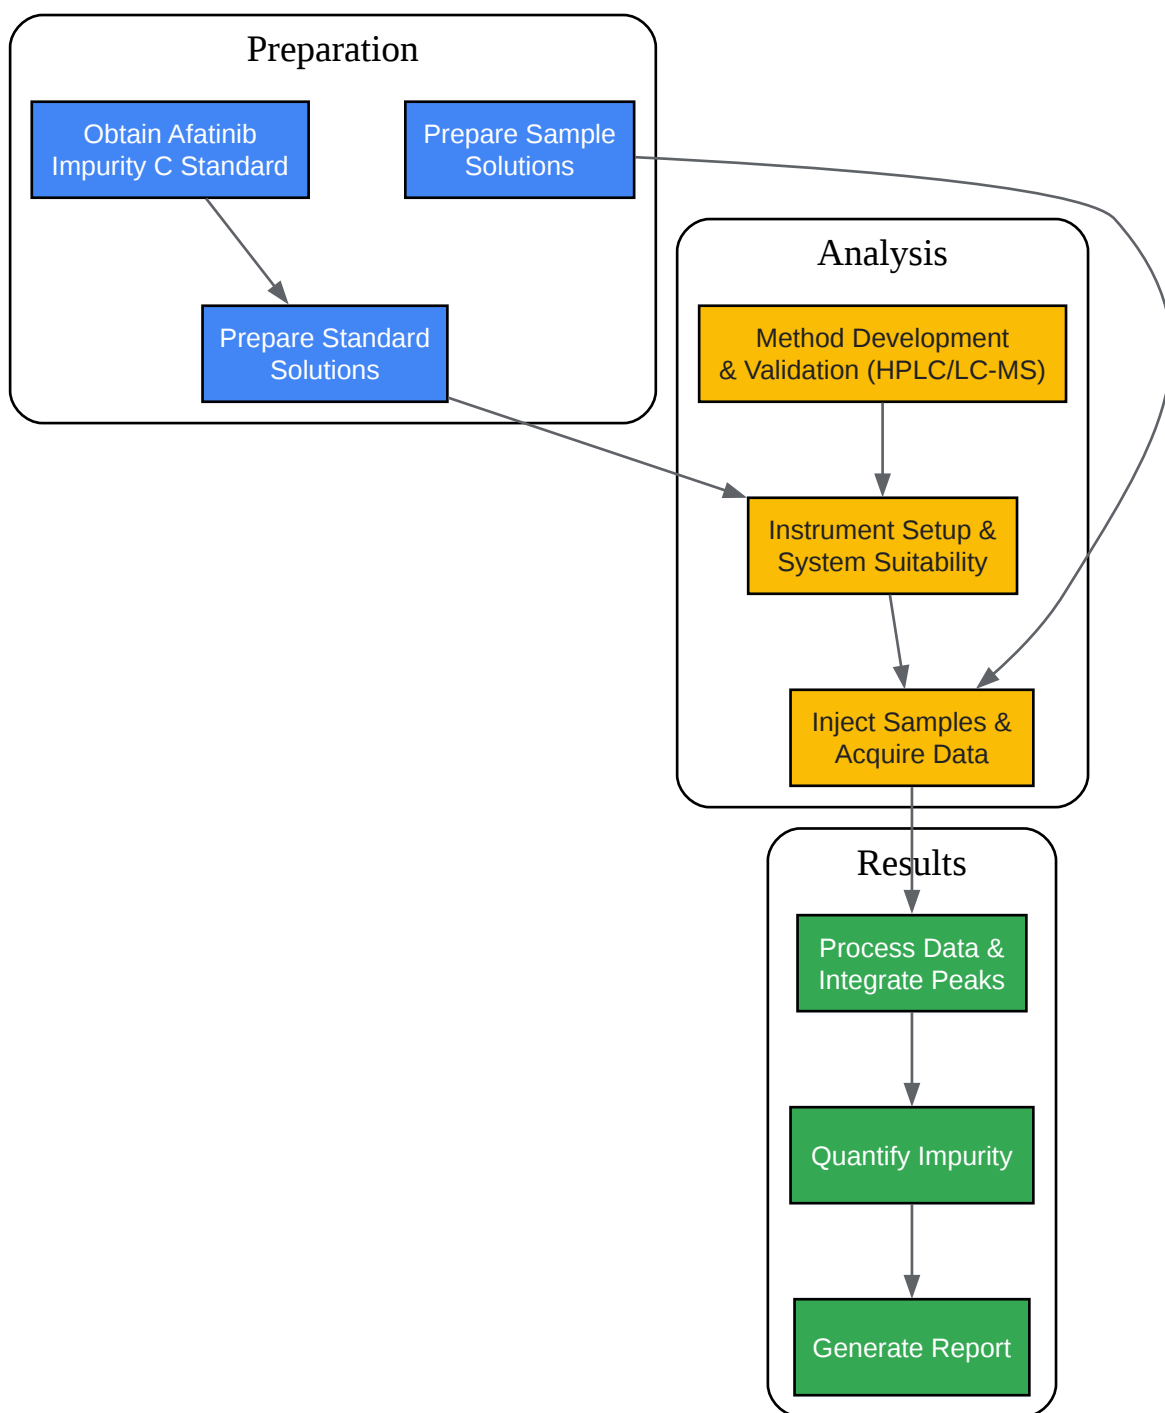 Preparation
Obtain Afatinib
Impurity C Standard
Prepare Sample
Solutions
Prepare Standard
Solutions
Analysis
Method Development
& Validation (HPLC/LC-MS)
Instrument Setup &
System Suitability
Inject Samples &
Acquire Data
Results
Process Data &
Integrate Peaks
Quantify Impurity
Generate Report